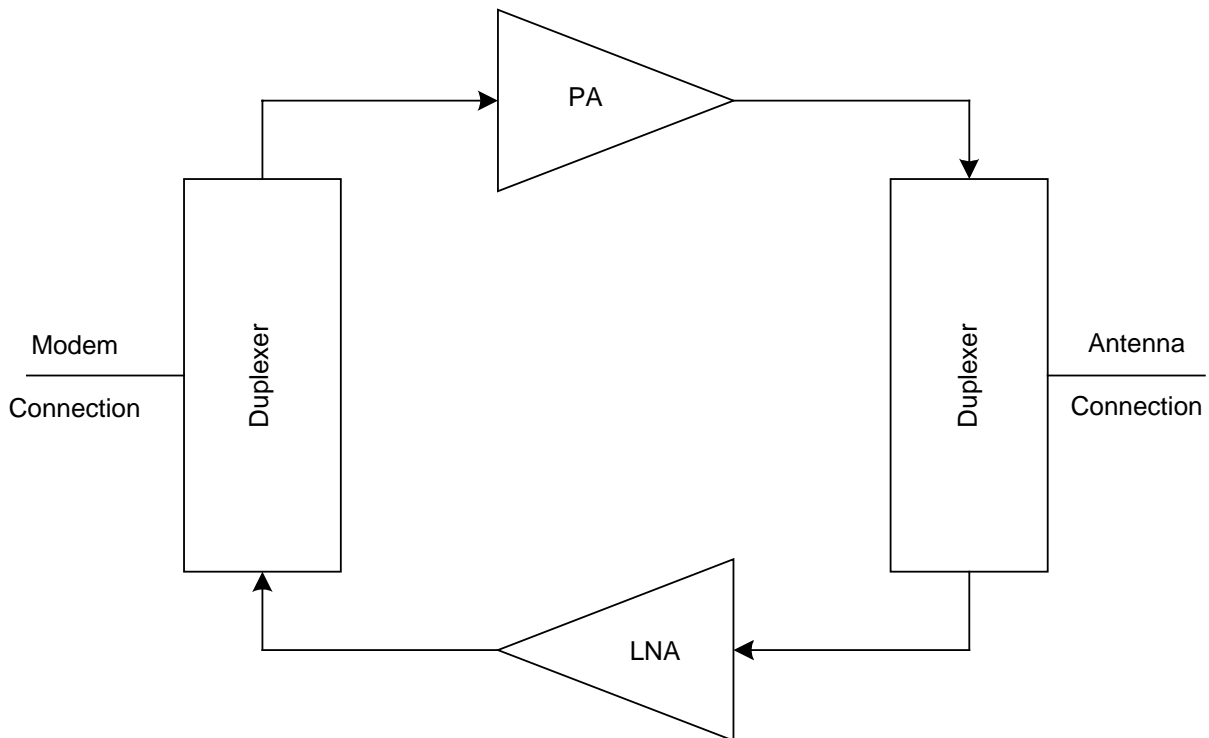 PA
Modem
Connection
Duplexer
Duplexer
Antenna
Connection
LNA